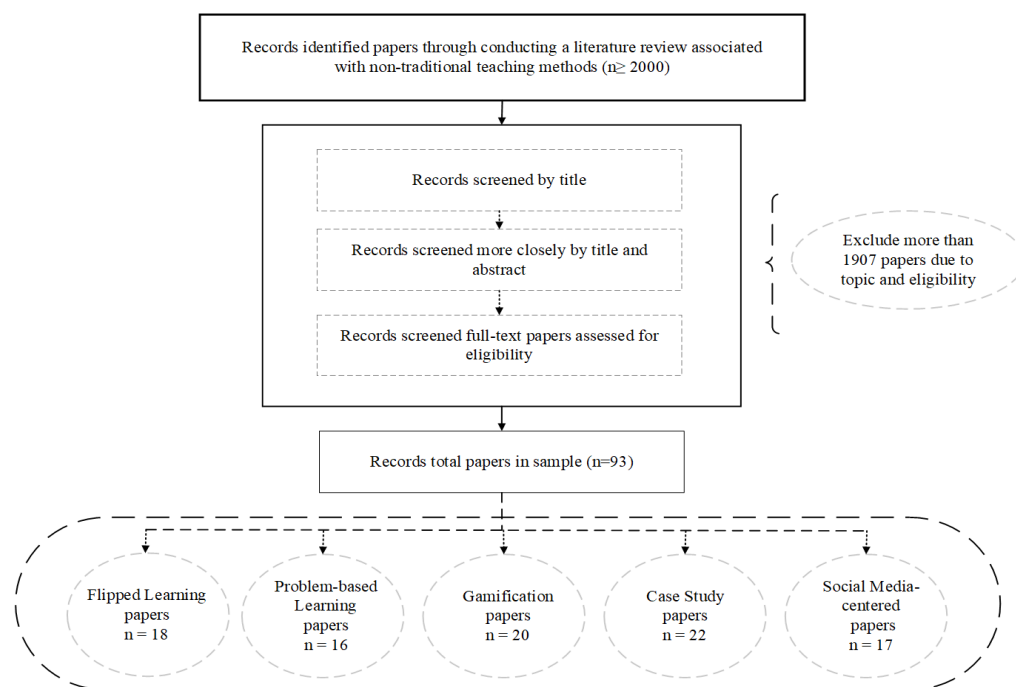 Records identified papers through conducting a literature review associated
with non-traditional teaching methods (n≥ 2000)
Records screened by title
Records screened more closely by title and
abstract
Records screened full-text papers assessed for
eligibility
Exclude more than
1907 papers due to
topic and eligibility
Records total papers in sample (n=93)
Flipped Learning
papers
n = 18
Problem-based
Learning
papers
n = 16
Gamification
papers
n = 20
Case Study
papers
n = 22
Social Media-
centered
papers
n = 17